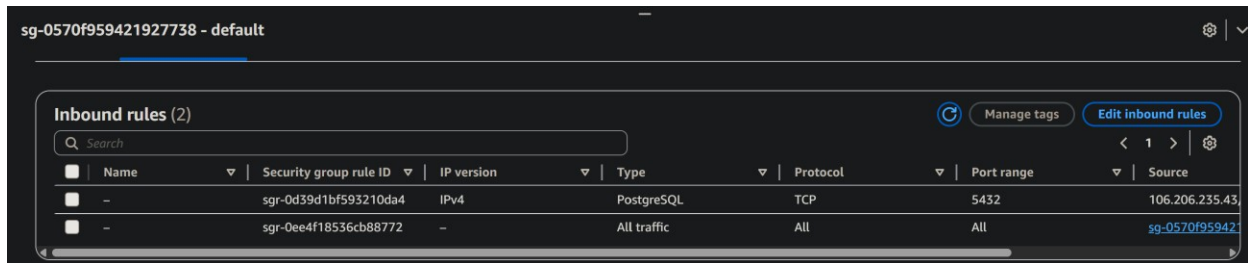 sg-0570f959421927738 - default
Inbound rules (2)
Manage tags
Edit inbound rules
Search
1
Name Security group rule ID IP version Type Protocol Port range Source
– sgr-0d39d1bf593210da4 IPv4 PostgreSQL TCP 5432 106.206.235.43/
– sgr-0ee4f18536cb88772 – All traffic All All sg-0570f95942